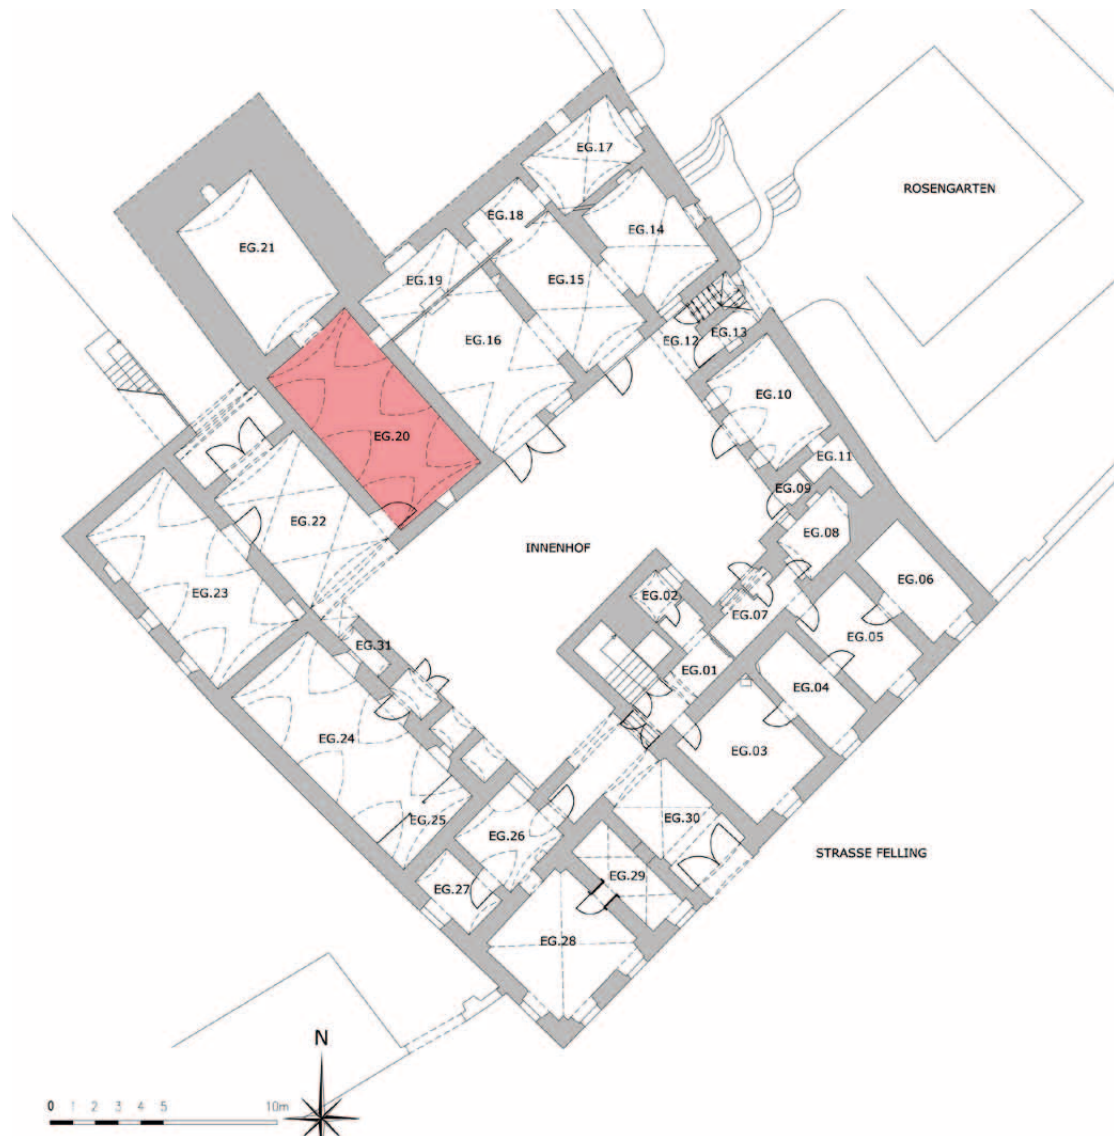 EG.17
ROSENGARTEN
EG.18
EG.14
EG.21
EG.19
EG.15
EG.16
EG.12
EG.13
EG.10
EG.20
EG.11
EG.09
EG.22
EG.08
INNENHOF
EG.06
EG.23
EG.02
EG.07
EG.05
EG.31
EG.01
EG.04
EG.24
EG.03
EG.25
EG.30
EG.26
STRASSE FELLING
EG.29
EG.27
EG.28
N
0 1 2 3 4 5 10m